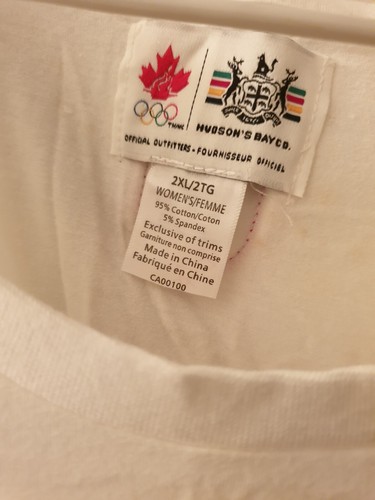 HUDSON'S BAY CO.
OFFICIAL OUTFITTERS • FOURNISSEUR OFFICIEL
2XL/2TG
WOMEN'S/FEMME
95% Cotton/Coton
5% Spandex
Exclusive of trims
Garniture non comprise
Made in China
Fabriqué en Chine
CA00100